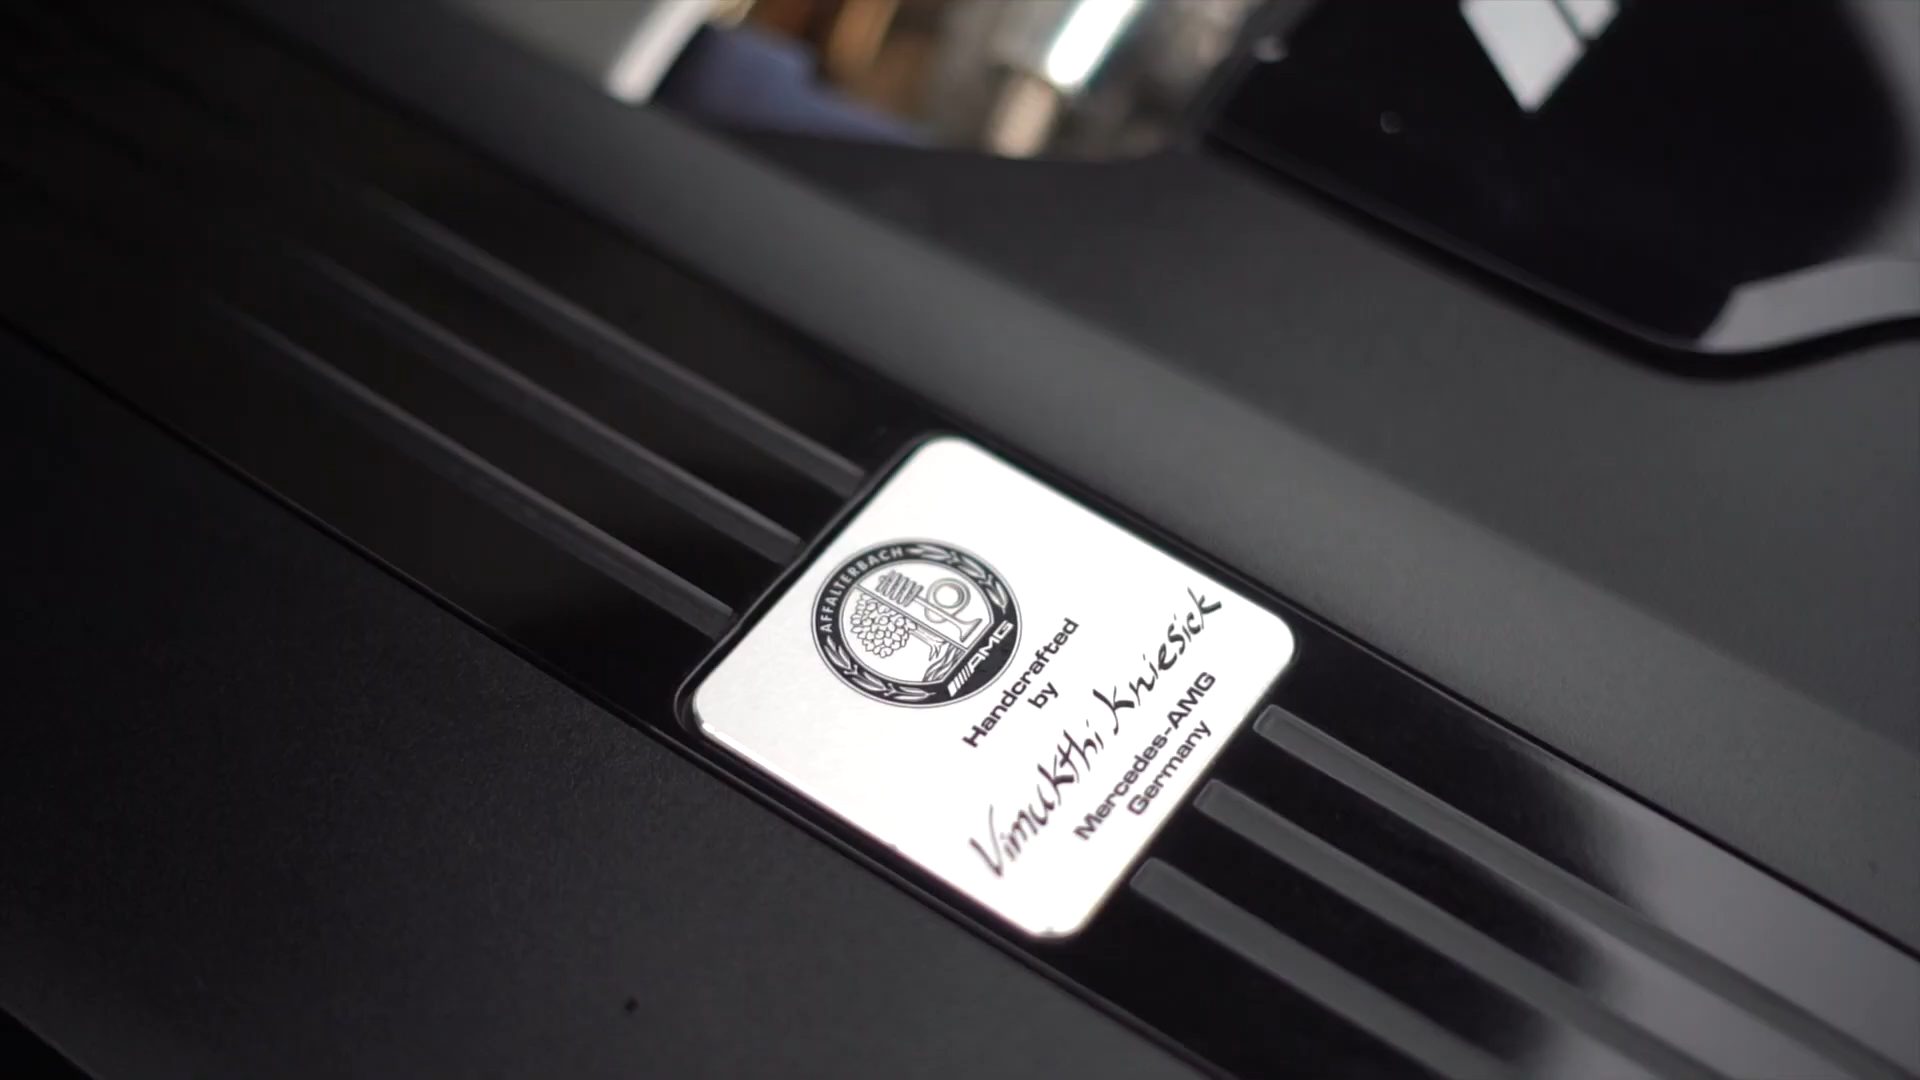 AFFALTERBACH
AMG
Handcrafted
by
Vimukthi Kniesick
Mercedes-AMG
Germany